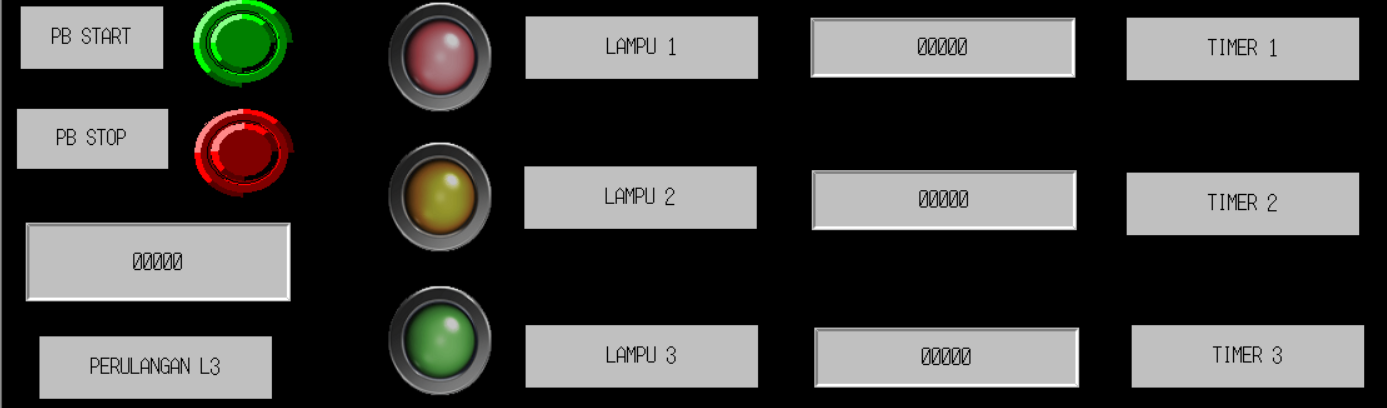 PB START
LAMPU 1
00000
TIMER 1
PB STOP
LAMPU 2
00000
TIMER 2
00000
PERULANGAN L3
LAMPU 3
00000
TIMER 3